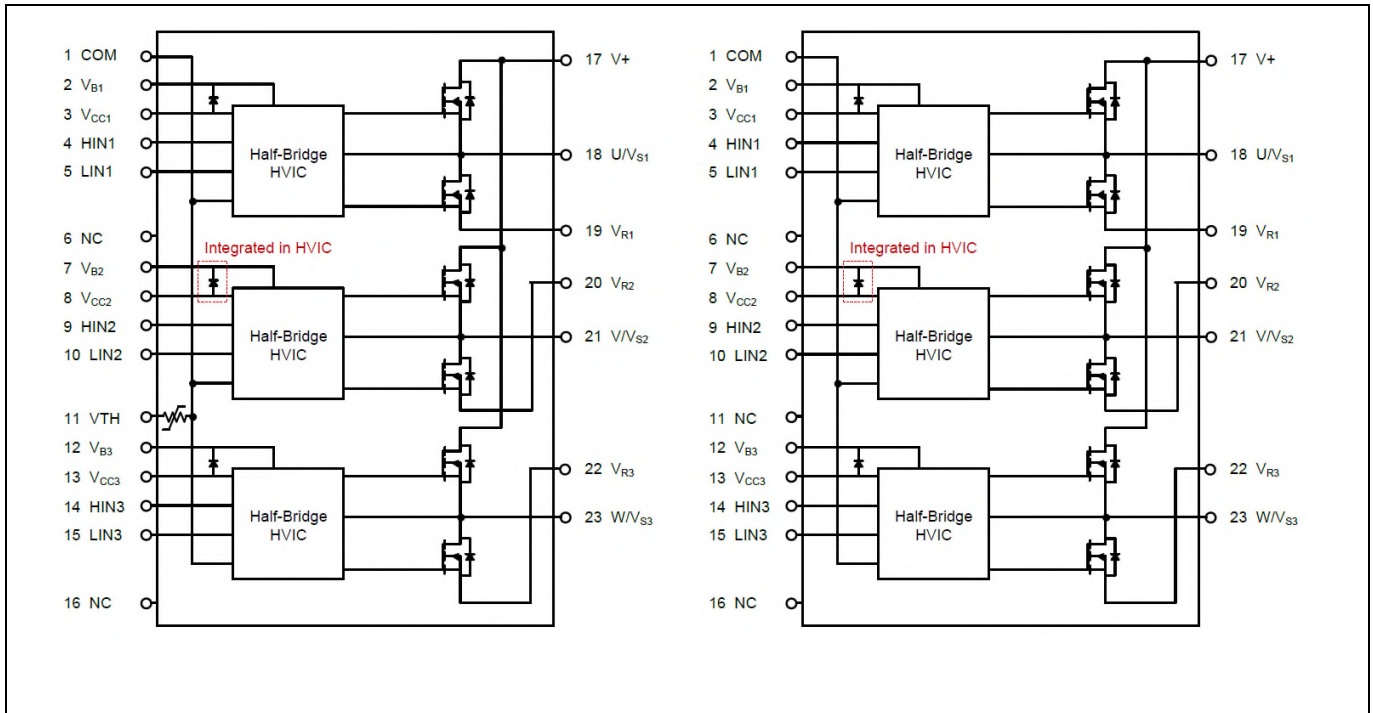 1 COM
2 VB1
3 VCC1
4 HIN1
5 LIN1
6 NC
7 VB2
8 VCC2
9 HIN2
10 LIN2
11 VTH
12 VB3
13 VCC3
14 HIN3
15 LIN3
16 NC
Half-Bridge
HVIC
Integrated in HVIC
Half-Bridge
HVIC
Half-Bridge
HVIC
17 V+
18 U/VS1
19 VR1
20 VR2
21 V/VS2
22 VR3
23 W/VS3
1 COM
2 VB1
3 VCC1
4 HIN1
5 LIN1
6 NC
7 VB2
8 VCC2
9 HIN2
10 LIN2
11 NC
12 VB3
13 VCC3
14 HIN3
15 LIN3
16 NC
Half-Bridge
HVIC
Integrated in HVIC
Half-Bridge
HVIC
Half-Bridge
HVIC
17 V+
18 U/VS1
19 VR1
20 VR2
21 V/VS2
22 VR3
23 W/VS3